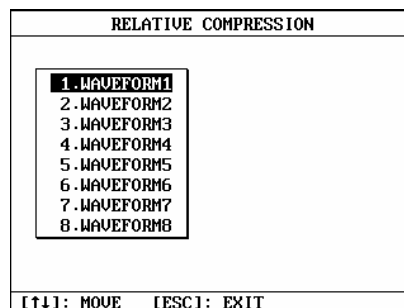 RELATIVE COMPRESSION
1.WAVEFORM1
2.WAVEFORM2
3.WAVEFORM3
4.WAVEFORM4
5.WAVEFORM5
6.WAVEFORM6
7.WAVEFORM7
8.WAVEFORM8
[↑↓]: MOVE [ESC]: EXIT